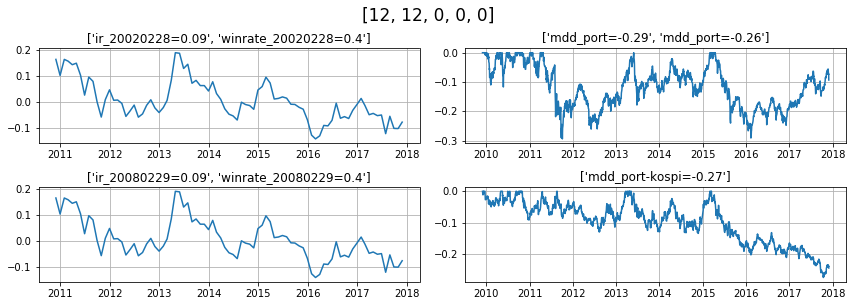 [12, 12, 0, 0, 0]
['ir_20020228=0.09', 'winrate_20020228=0.4']
0.2
0.1
0.0
−0.1
2011 2012 2013 2014 2015 2016 2017 2018
['mdd_port=-0.29', 'mdd_port=-0.26']
0.0
−0.1
−0.2
−0.3
2010 2011 2012 2013 2014 2015 2016 2017 2018
['ir_20080229=0.09', 'winrate_20080229=0.4']
0.2
0.1
0.0
−0.1
2011 2012 2013 2014 2015 2016 2017 2018
['mdd_port-kospi=-0.27']
0.0
−0.1
−0.2
2010 2011 2012 2013 2014 2015 2016 2017 2018